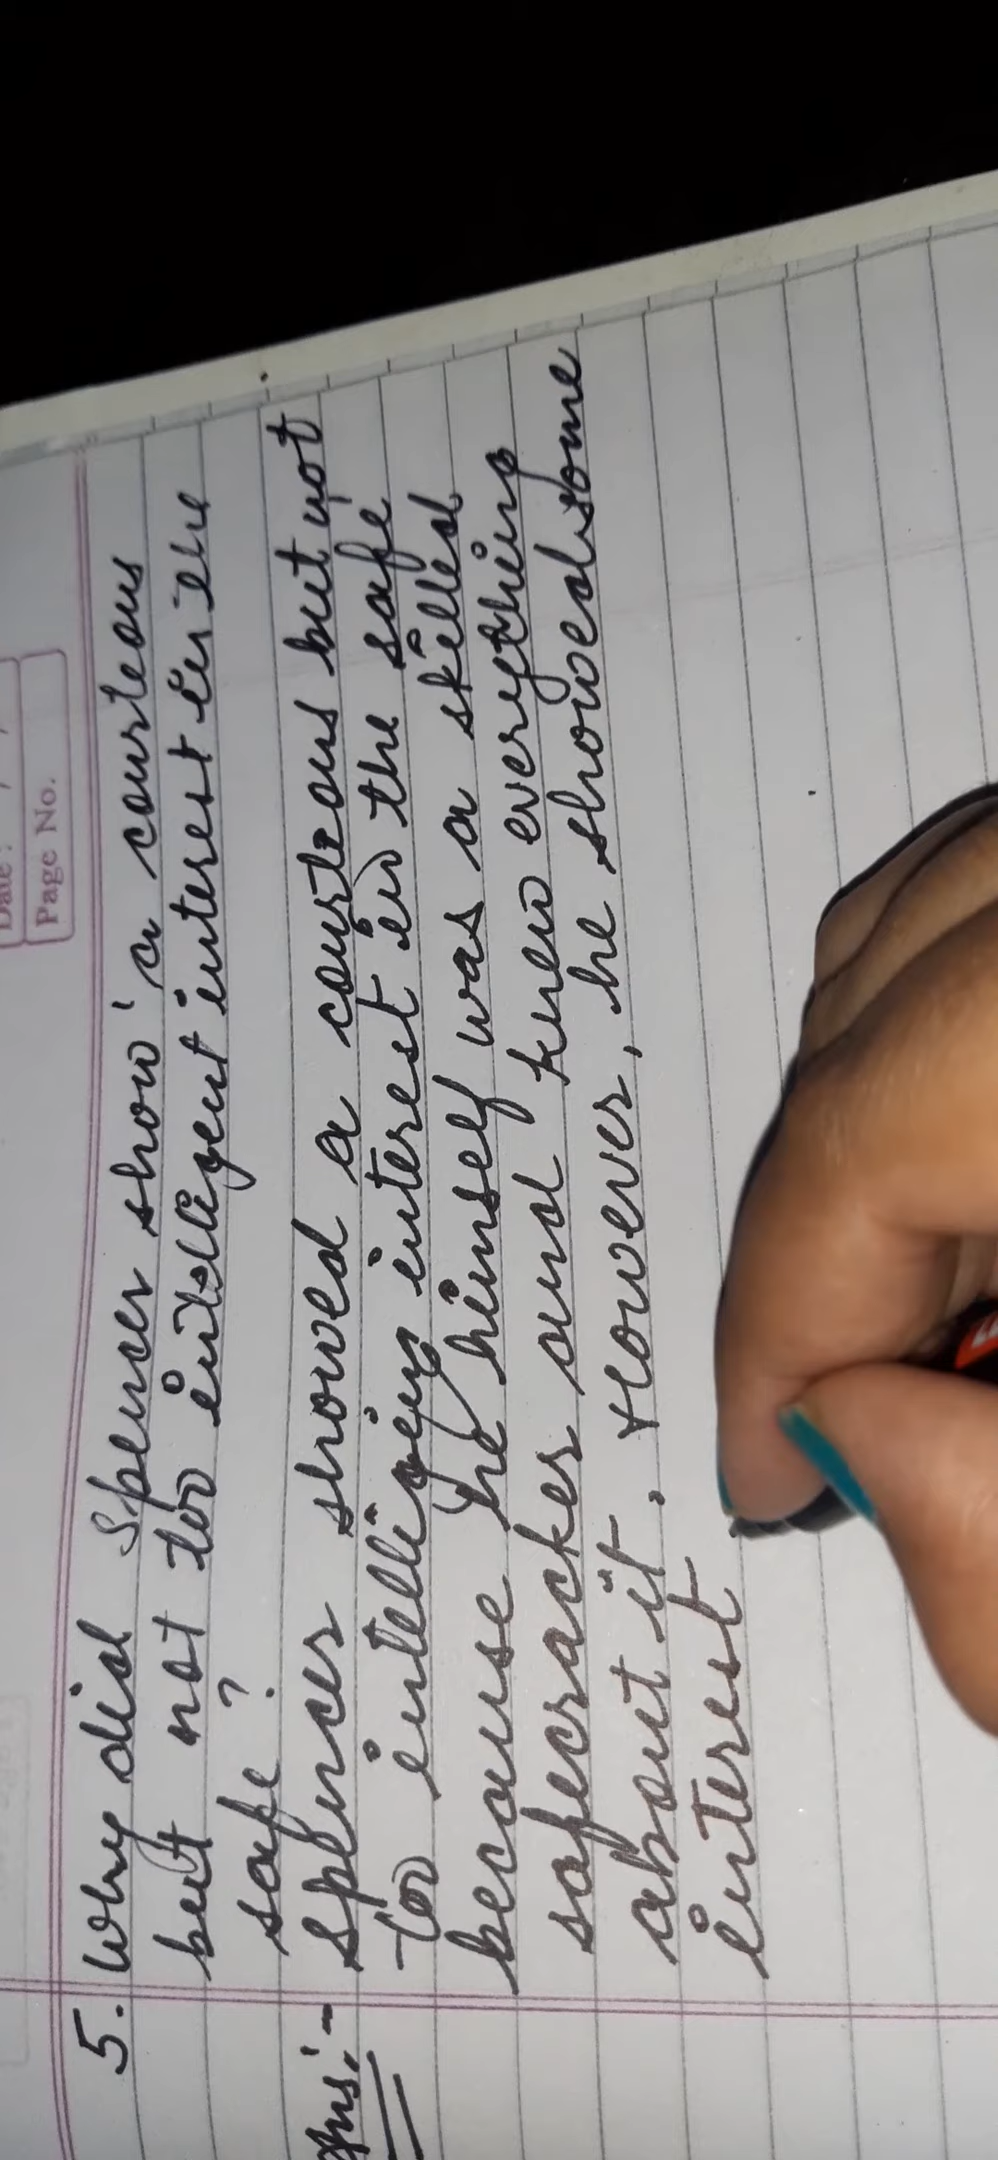 Date :
Page No.
5. Why did Spencer show 'a courteous
but not too intelligent interest in the
safe?
Ans:- Spencer showed a courteous but not
too intelligeng interest in the safe
because he himself was a skilled
safecracker and knew everything
about it. However, he showed some
interest